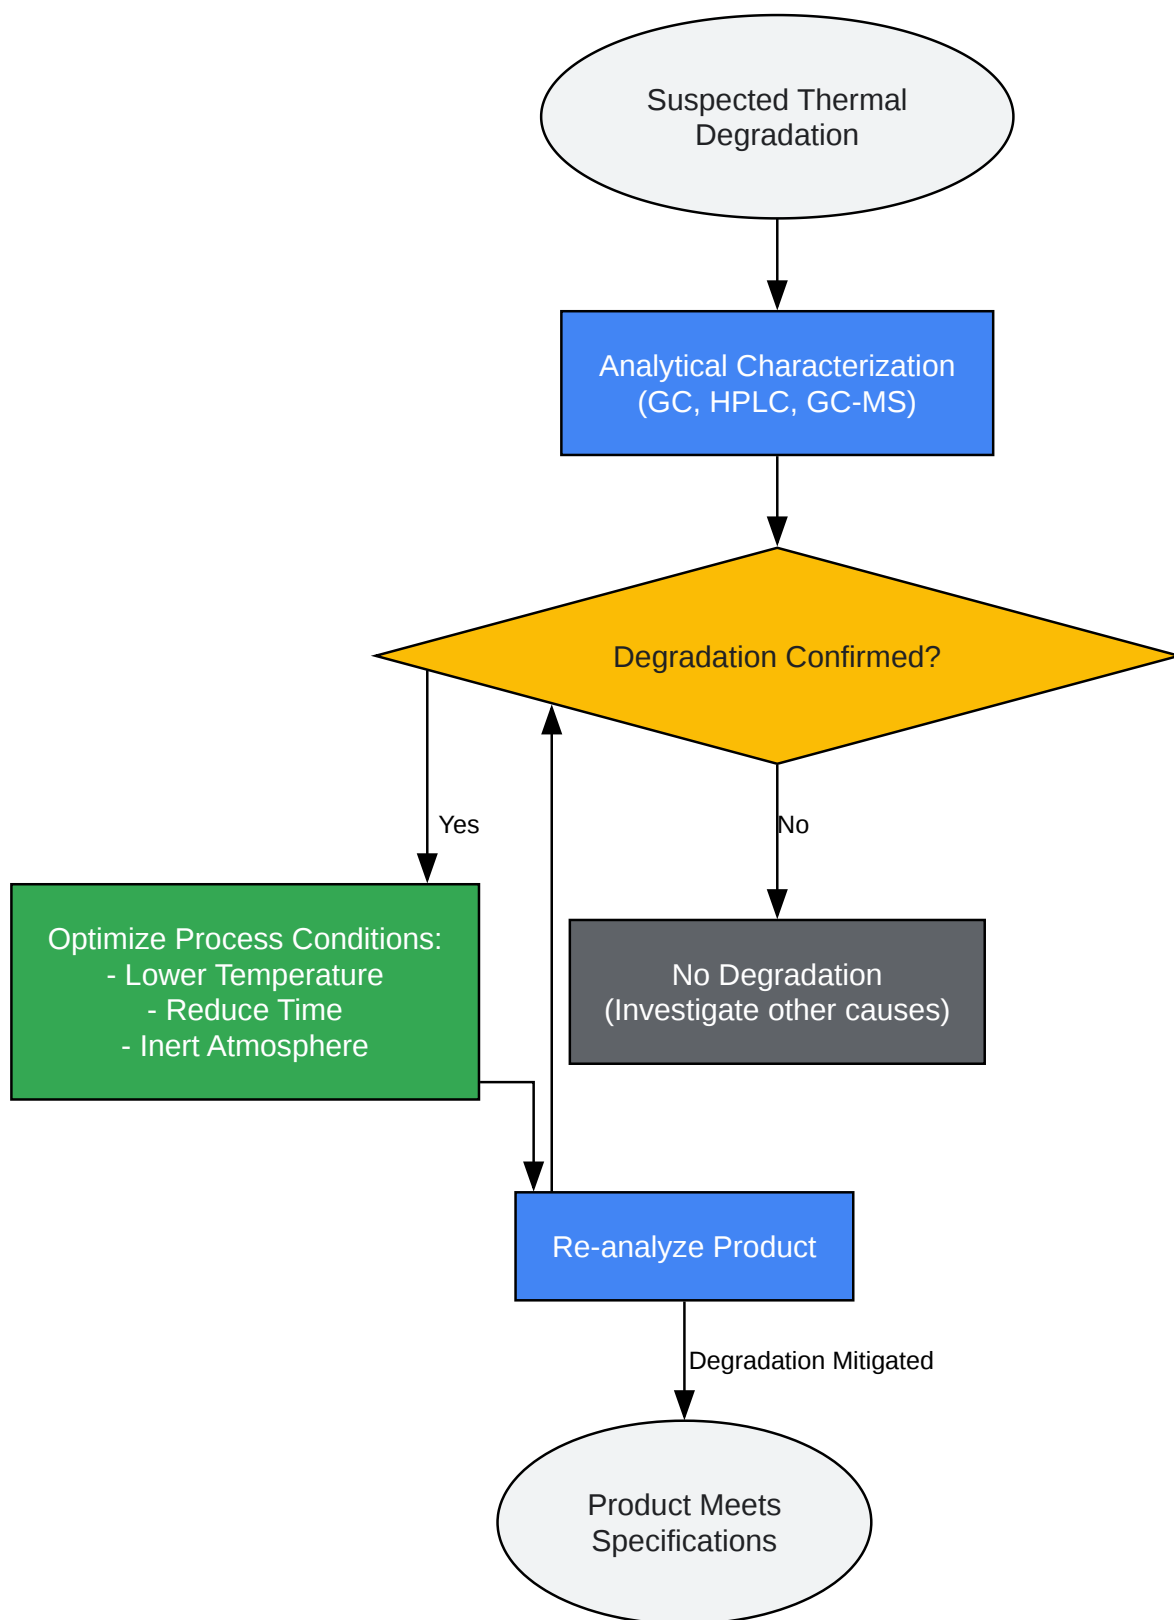 Suspected Thermal
Degradation
Analytical Characterization
(GC, HPLC, GC-MS)
Degradation Confirmed?
Yes
No
Optimize Process Conditions:
- Lower Temperature
- Reduce Time
- Inert Atmosphere
No Degradation
(Investigate other causes)
Re-analyze Product
Degradation Mitigated
Product Meets
Specifications